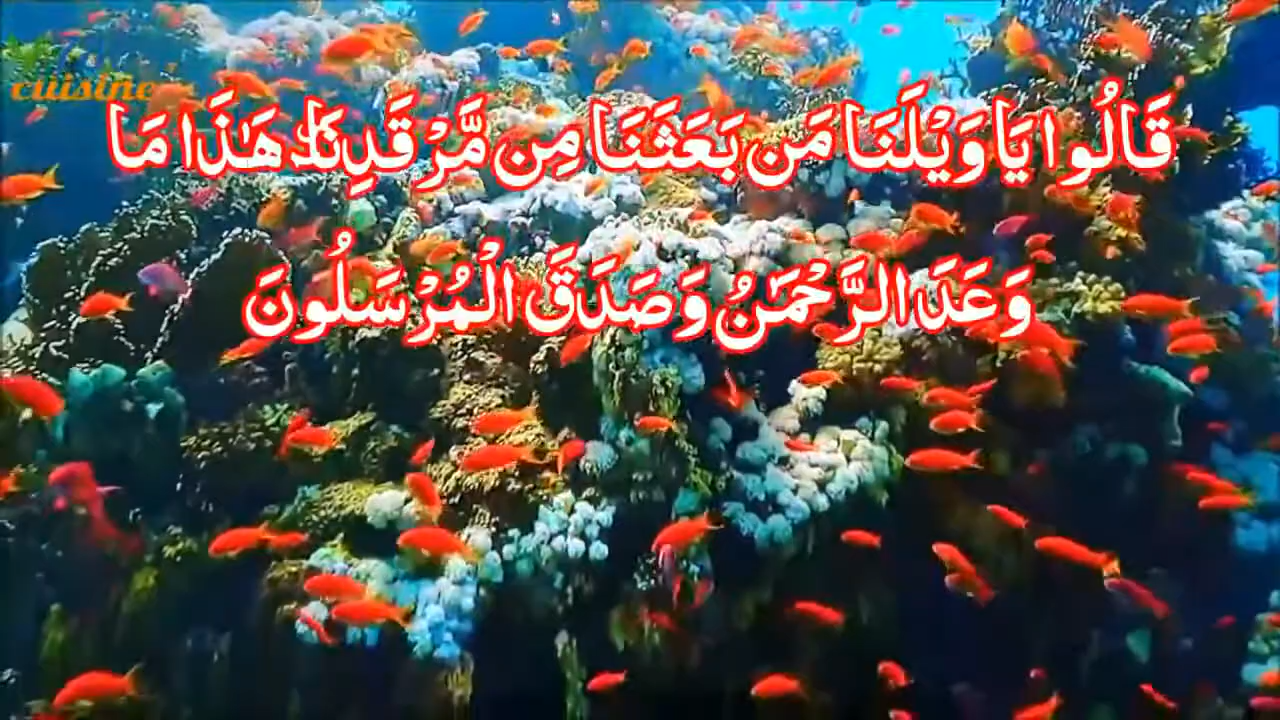 cuisine
قَالُوا يَا وَيْلَنَا مَن بَعَثَنَا مِن مَّرْقَدِنَا ۜ هَٰذَا مَا
وَعَدَ الرَّحْمَٰنُ وَصَدَقَ الْمُرْسَلُونَ